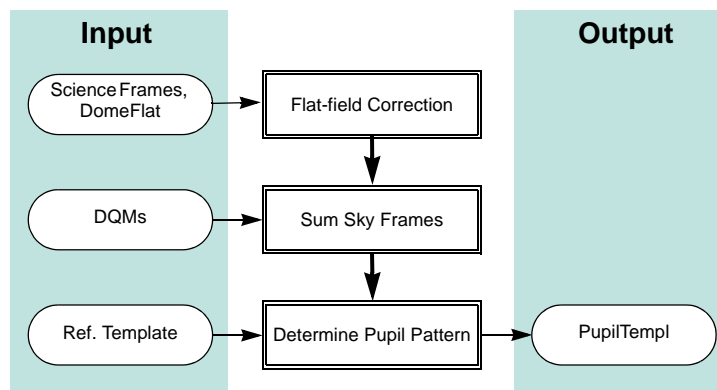 Input
Output
Science Frames,
DomeFlat
Flat-field Correction
DQMs
Sum Sky Frames
Ref. Template
Determine Pupil Pattern
PupilTempl